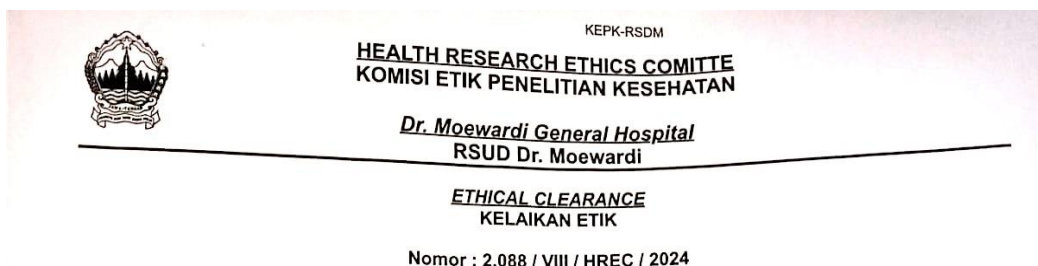 KEPK-RSDM
HEALTH RESEARCH ETHICS COMITTE
KOMISI ETIK PENELITIAN KESEHATAN
Dr. Moewardi General Hospital
RSUD Dr. Moewardi
ETHICAL CLEARANCE
KELAIKAN ETIK
Nomor : 2.088 / VIII / HREC / 2024